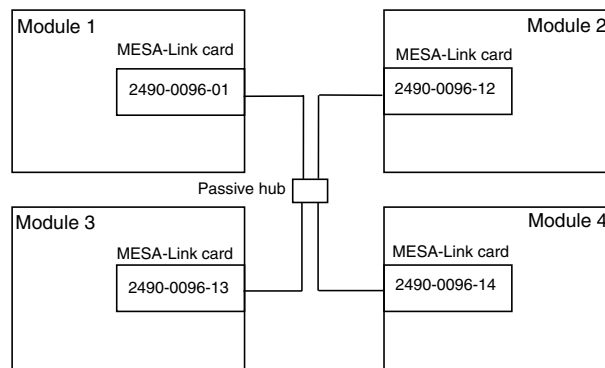 Module 1
MESA-Link card
2490-0096-01
Module 2
MESA-Link card
2490-0096-12
Passive hub
Module 3
MESA-Link card
2490-0096-13
Module 4
MESA-Link card
2490-0096-14